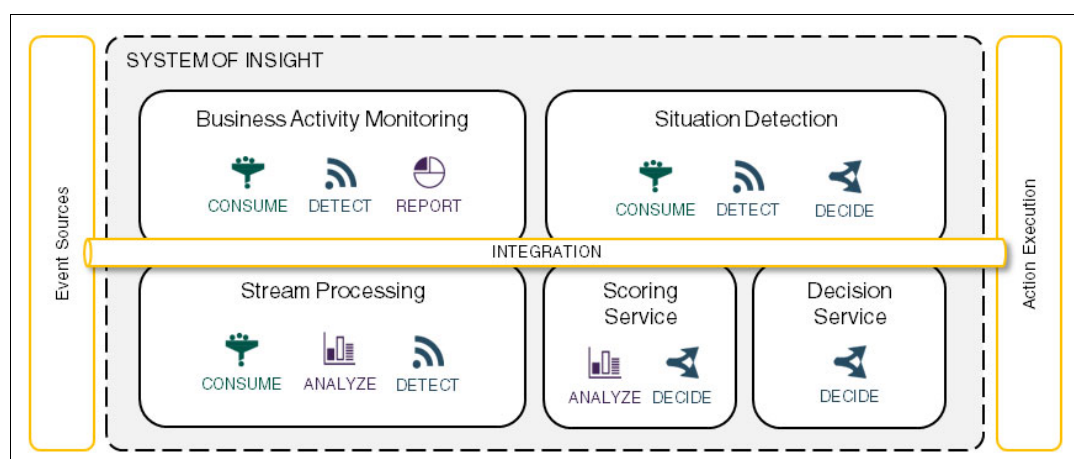 SYSTEM OF INSIGHT
Event Sources
Business Activity Monitoring
CONSUME DETECT REPORT
Situation Detection
CONSUME DETECT DECIDE
INTEGRATION
Stream Processing
CONSUME ANALYZE DETECT
Scoring
Service
ANALYZE DECIDE
Decision
Service
DECIDE
Action Execution